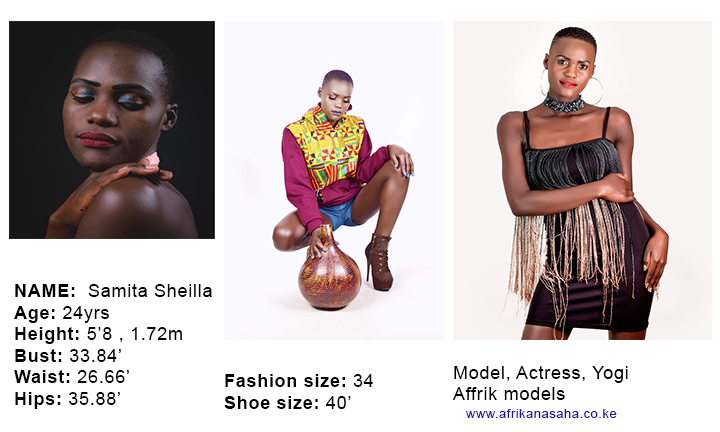 NAME: Samita Sheilla
Age: 24yrs
Height: 5'8 , 1.72m
Bust: 33.84'
Waist: 26.66'
Hips: 35.88'
Fashion size: 34
Shoe size: 40'
Model, Actress, Yogi
Affrik models
www.afrikanasaha.co.ke